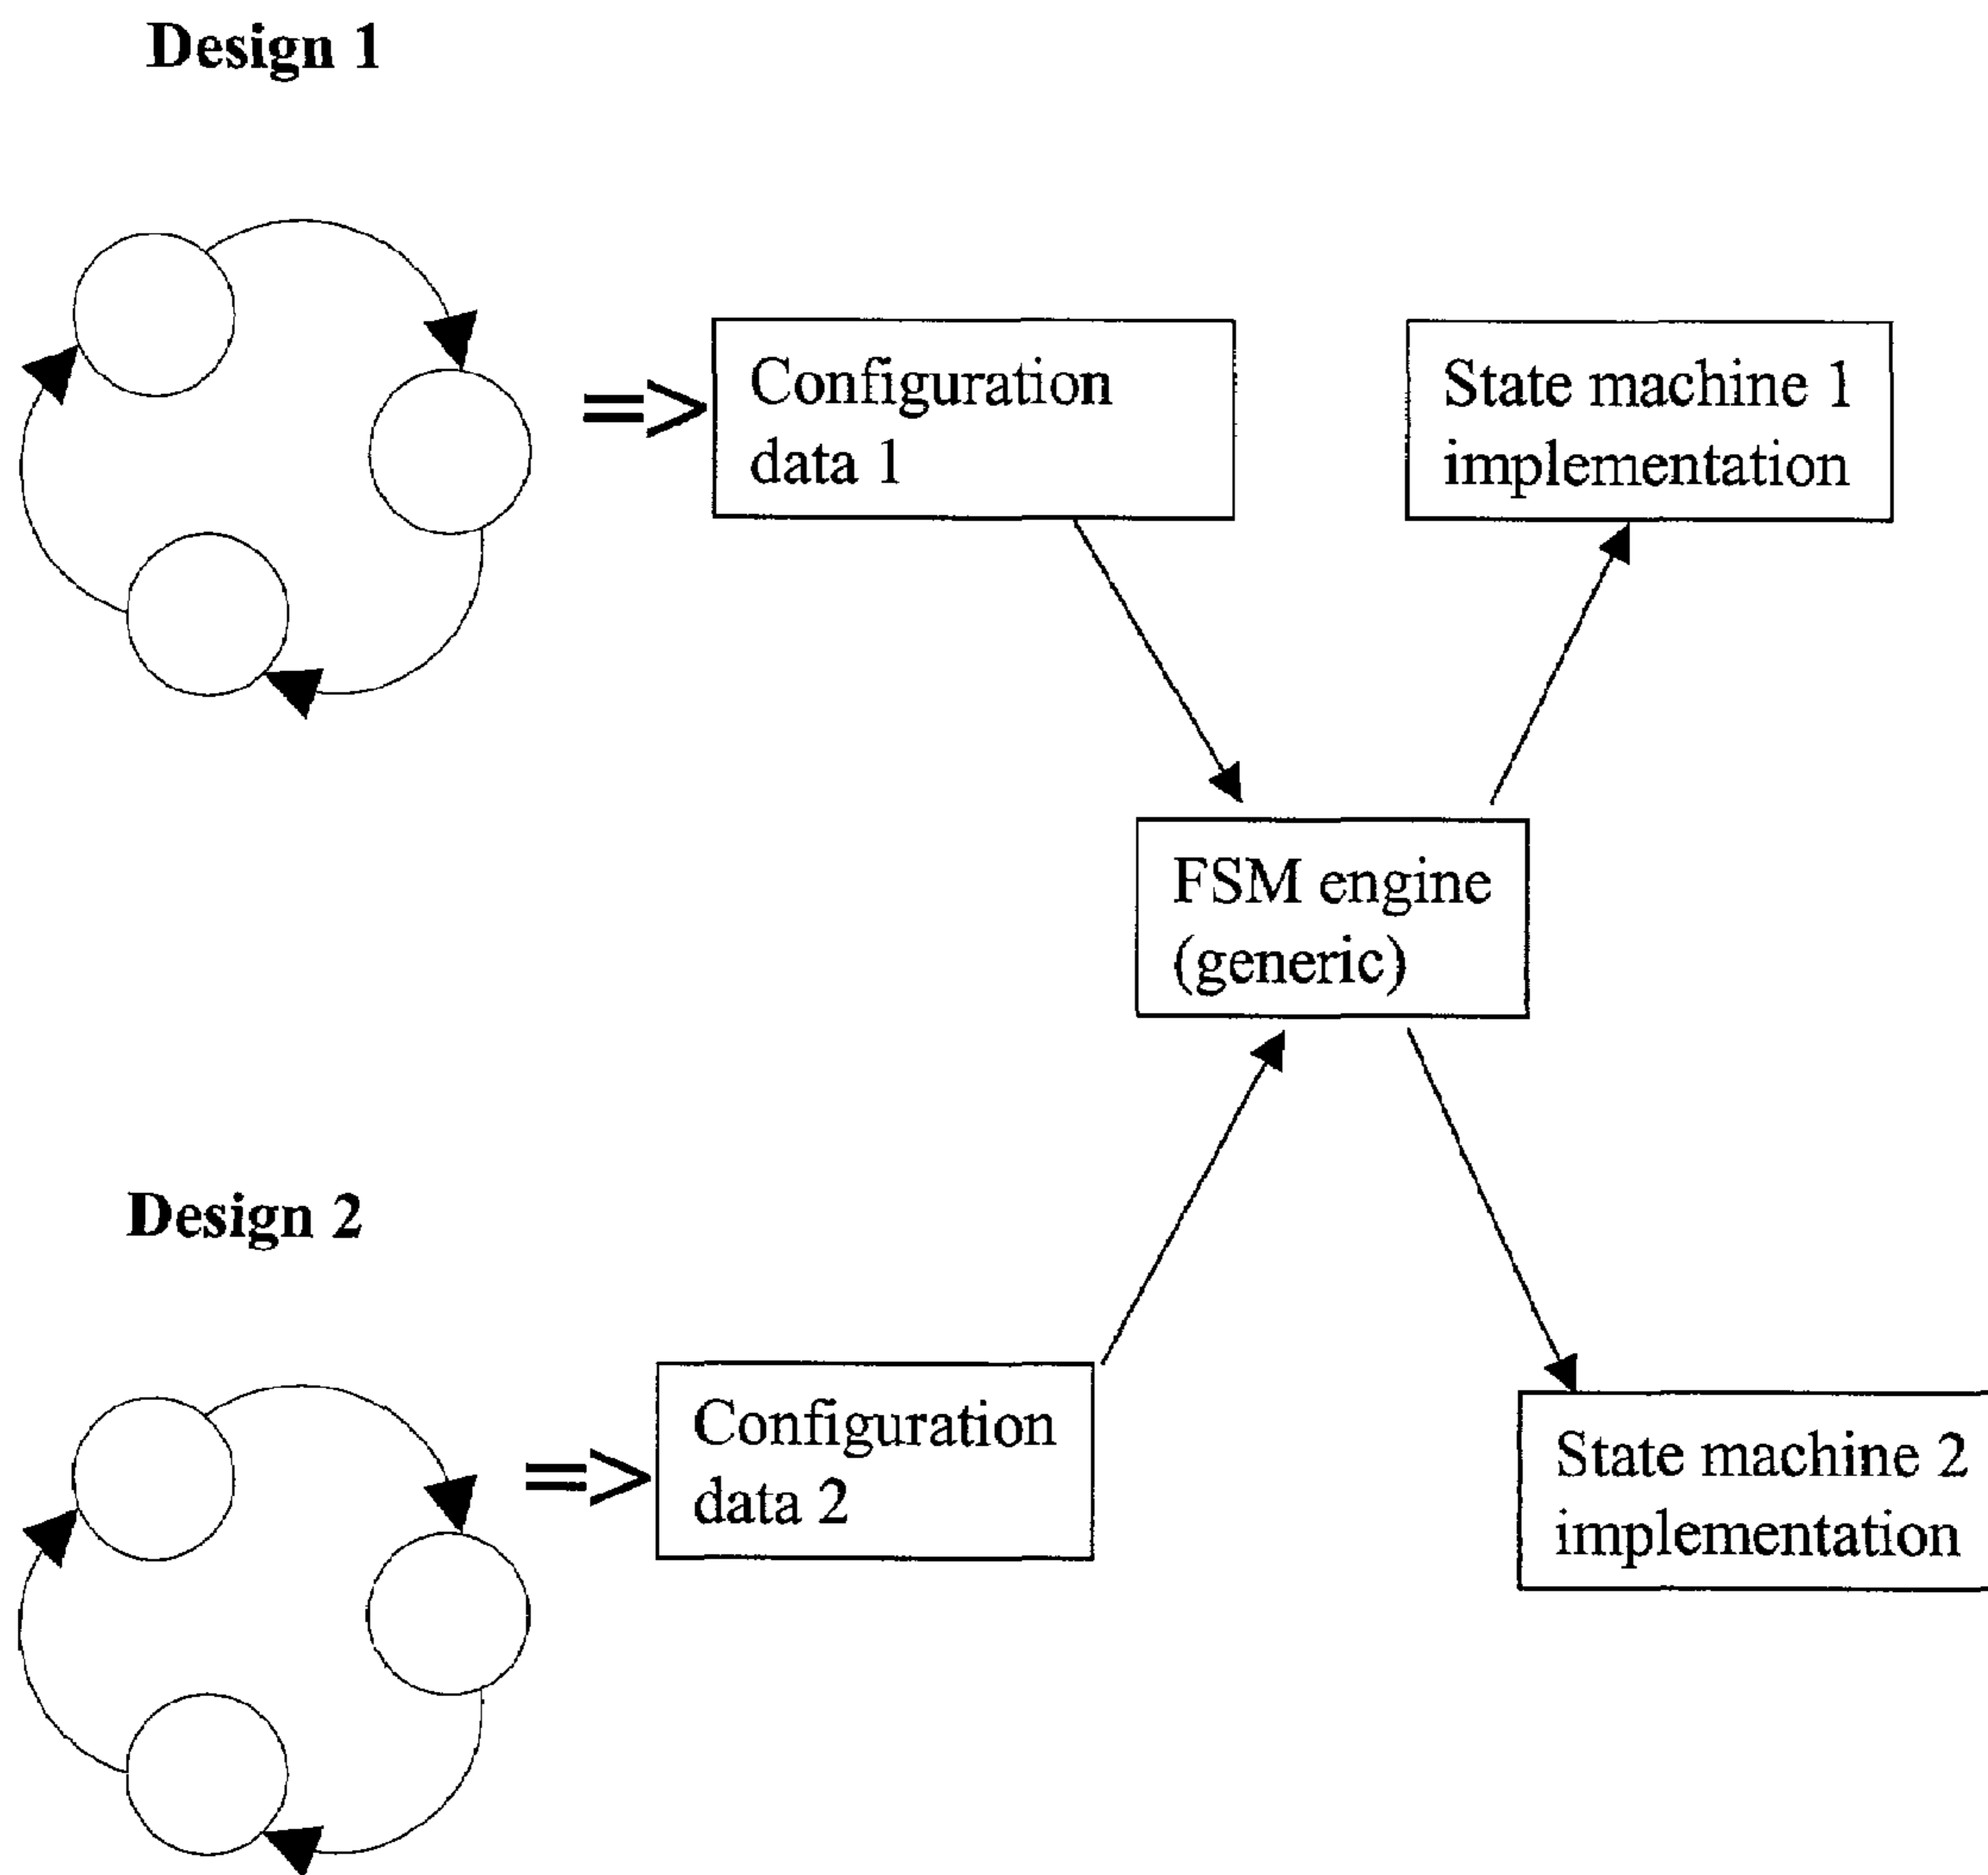 Design 1
=> Configuration
data 1
State machine 1
implementation
FSM engine
(generic)
Design 2
=> Configuration
data 2
State machine 2
implementation